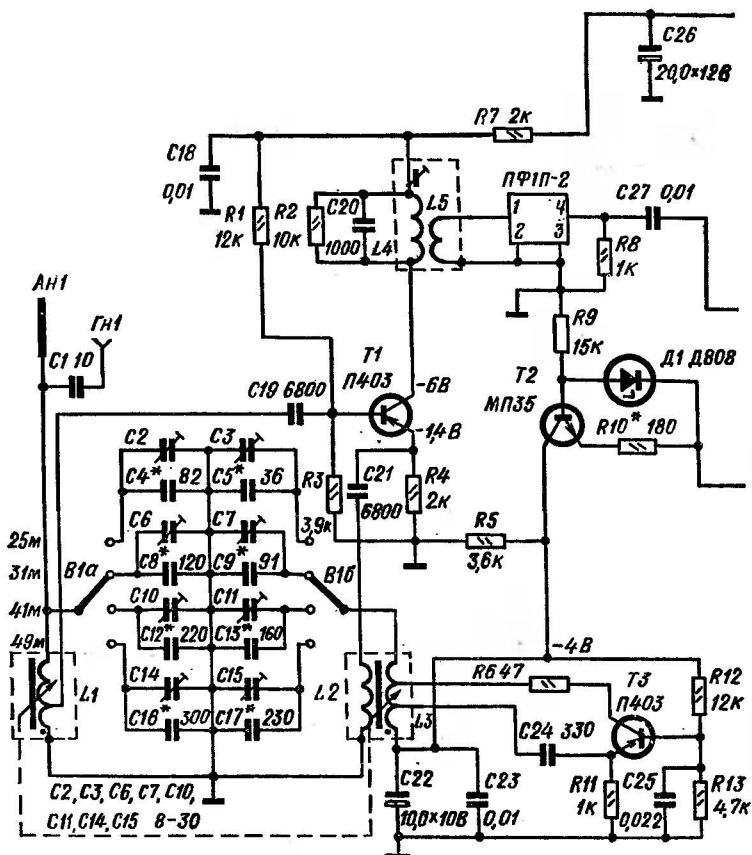 C26
20,0×12В
R7 2к
C18
0,01
ПФ1П-2
C27 0,01
R1
12к
R2
10к
C20
1000
L4
L5
1
2
4
3
R8
1к
Ан1
Гн1
C1 10
R9
15к
Т1
П403
-6В
Т2
МП35
Д1 Д808
C19 6800
-1,4В
R10* 180
C2
C3
C4* 82
C5* 36
R3
3,9к
C21
6800
R4
2к
C6
C7
R5
3,6к
25м
31м
41м
49м
В1а
C8* 120
C9* 91
В1б
C10
C11
C12* 220
C13* 160
-4В
L1
C14
C15
L2
L3
R6 47
Т3
П403
R12
12к
C16* 300
C17* 230
C24 330
C2, C3, C6, C7, C10,
C11, C14, C15 8-30
C22
10,0×10В
C23
0,01
R11
1к
C25
0,022
R13
4,7к